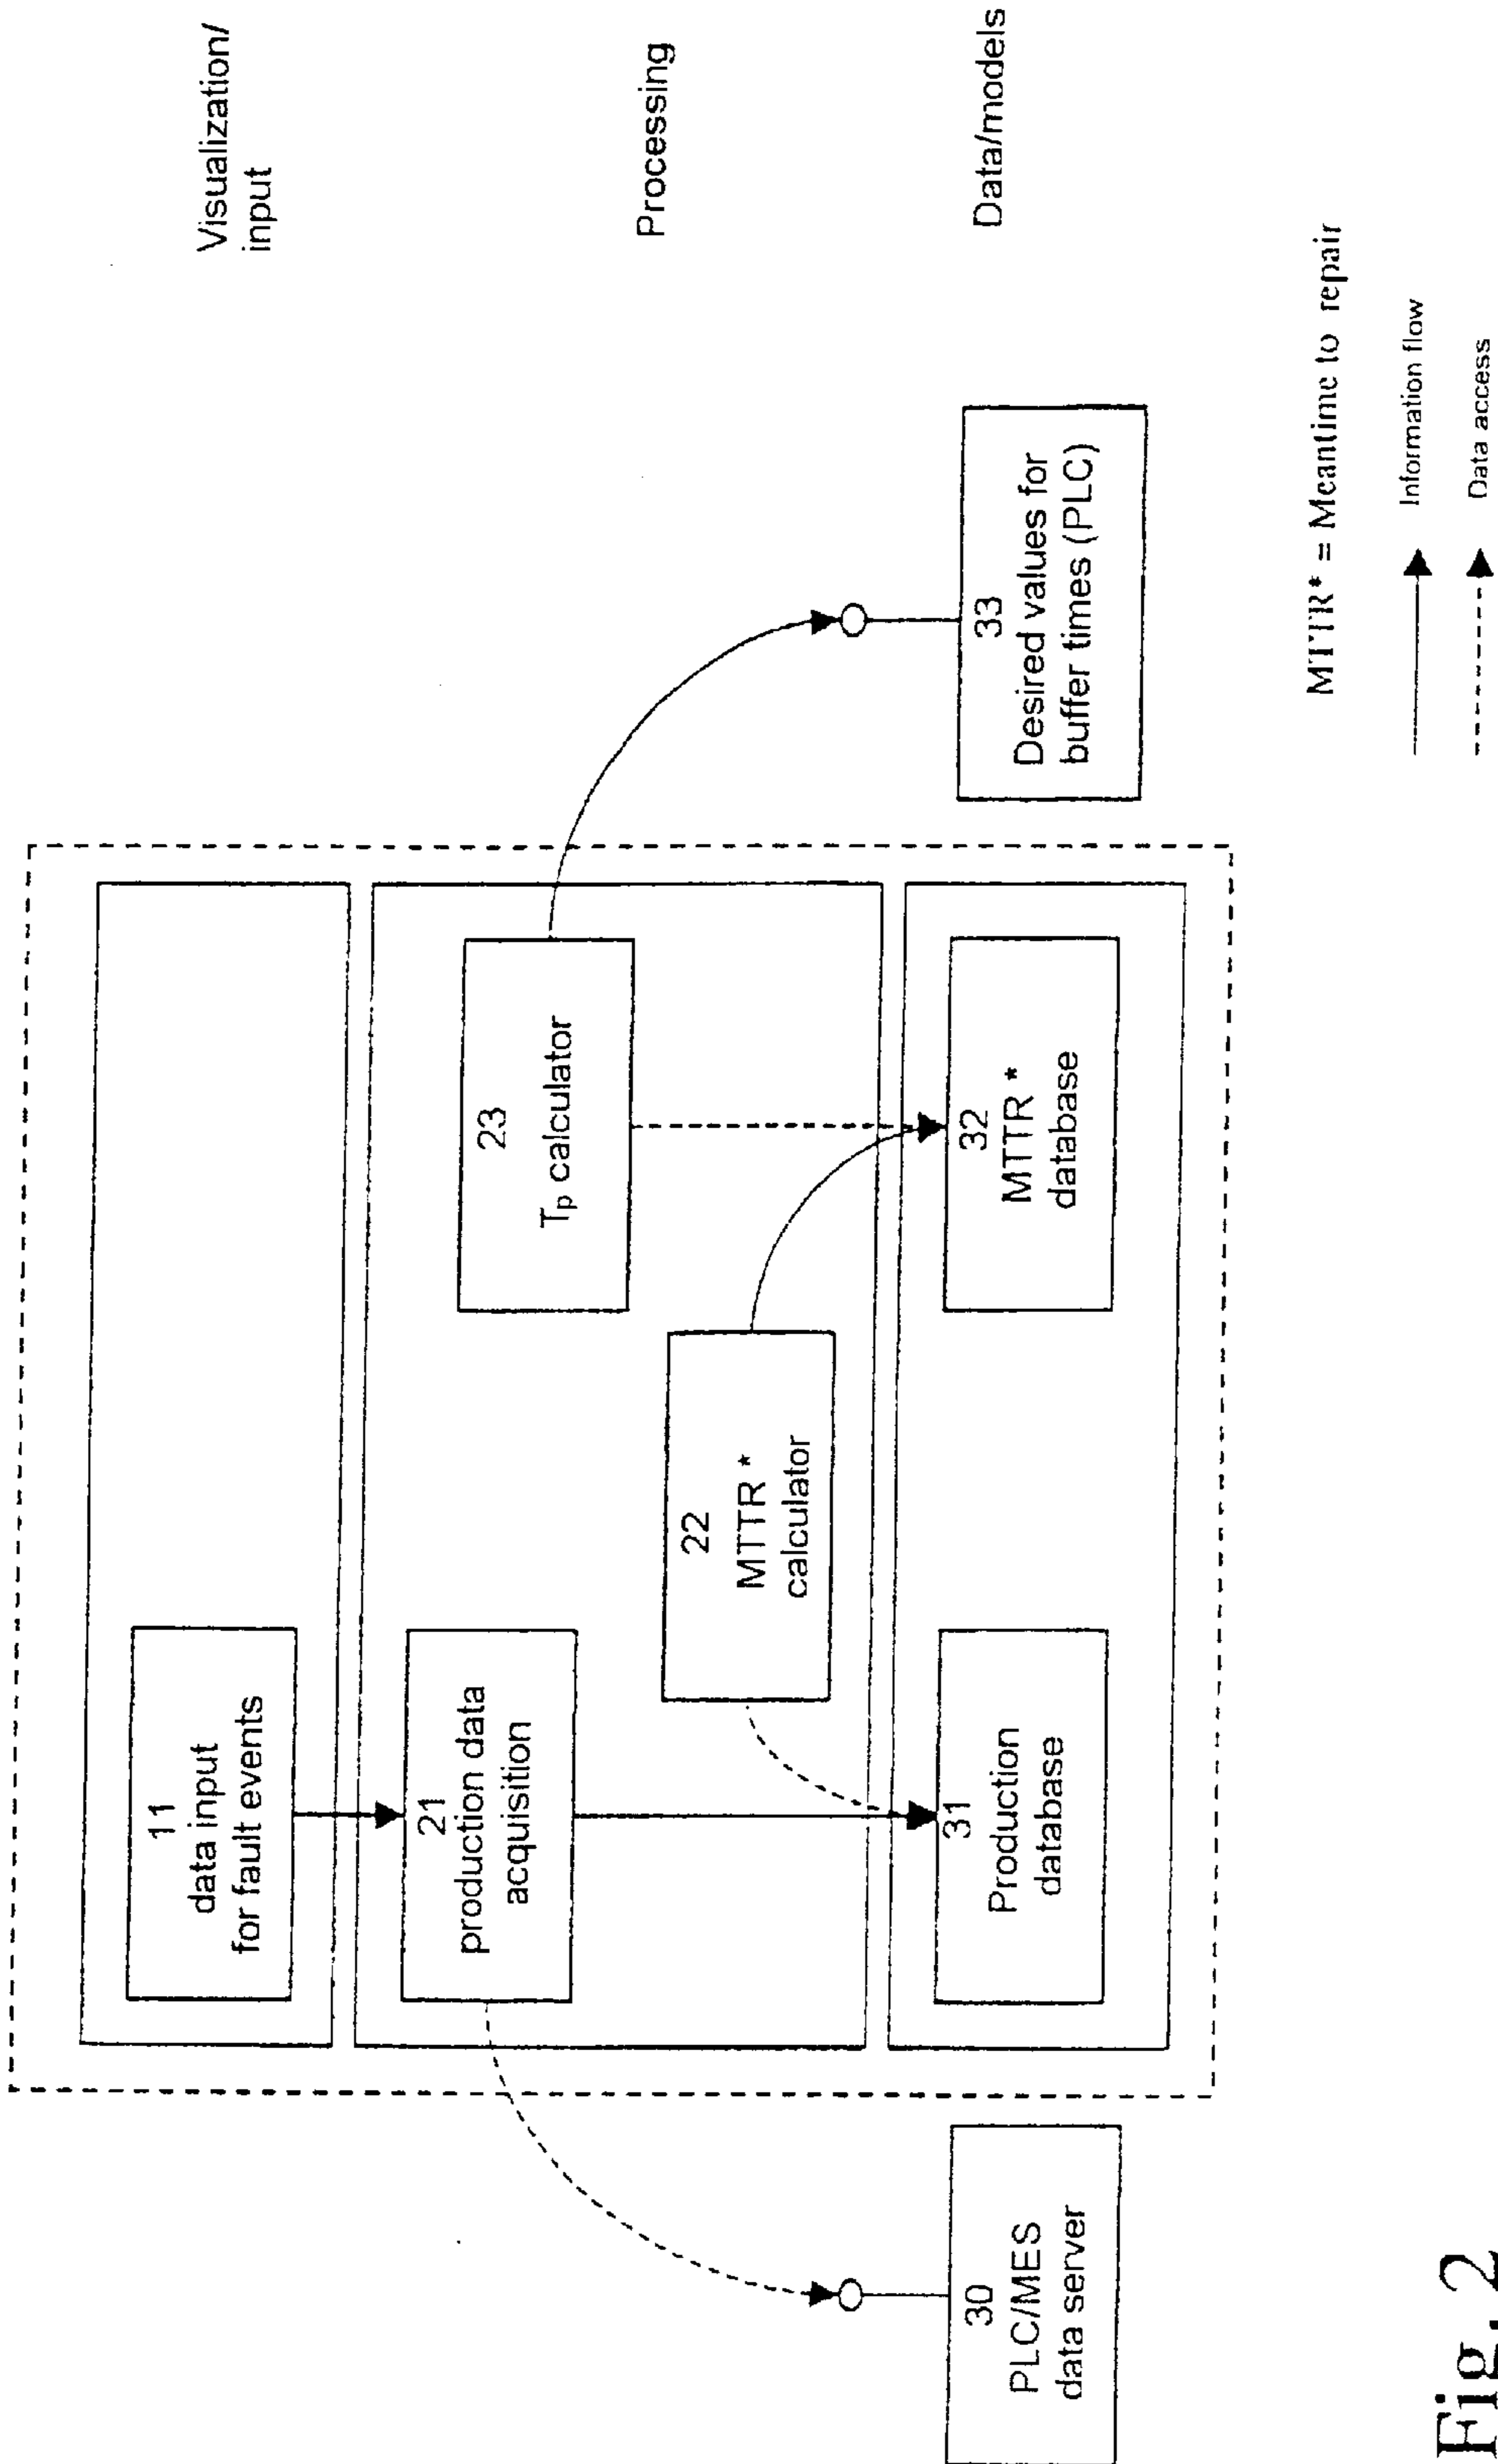 Visualization/
input
Processing
Data/models
11
data input
for fault events
21
production data
acquisition
22
MTTR *
calculator
23
Tp calculator
30
PLC/MES
data server
31
Production
database
32
MTTR *
database
33
Desired values for
buffer times (PLC)
MTTR* = Meantime to repair
Information flow
Data access
Fig. 2